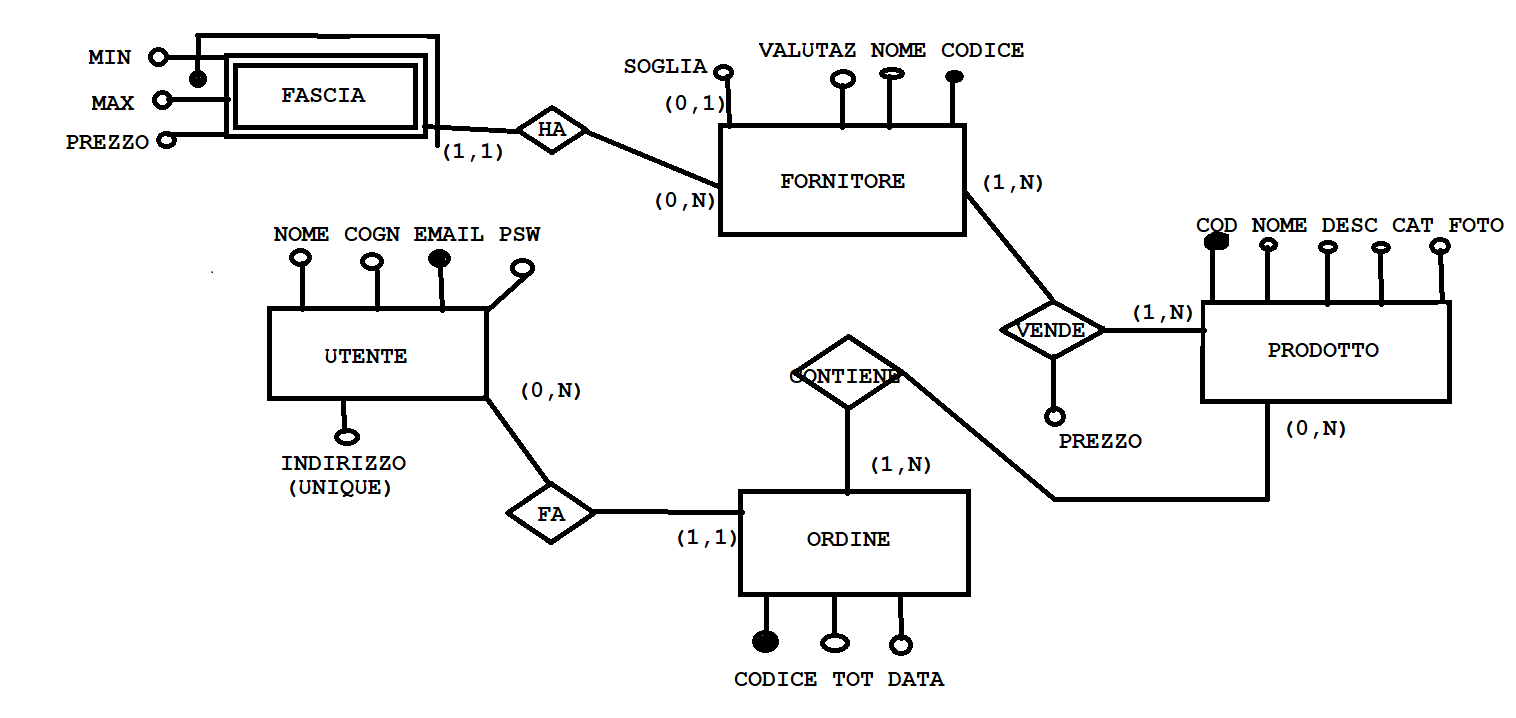 VALUTAZ NOME CODICE
MIN
SOGLIA
MAX
FASCIA
(0,1)
PREZZO
HA
(1,1)
FORNITORE
(1,N)
(0,N)
NOME COGN EMAIL PSW
COD NOME DESC CAT FOTO
(1,N)
VENDE
UTENTE
PRODOTTO
CONTIENE
(0,N)
(0,N)
PREZZO
INDIRIZZO
(UNIQUE)
(1,N)
FA
(1,1)
ORDINE
CODICE TOT DATA